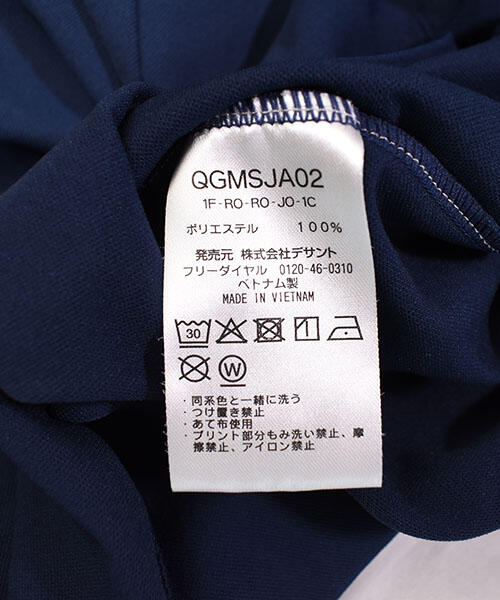 QGMSJA02
1F-RO-RO-JO-1C
ポリエステル 100%
発売元 株式会社デサント
フリーダイヤル 0120-46-0310
ベトナム製
MADE IN VIETNAM
30
W
・同系色と一緒に洗う
・つけ置き禁止
・あて布使用
・プリント部分もみ洗い禁止、摩
擦禁止、アイロン禁止